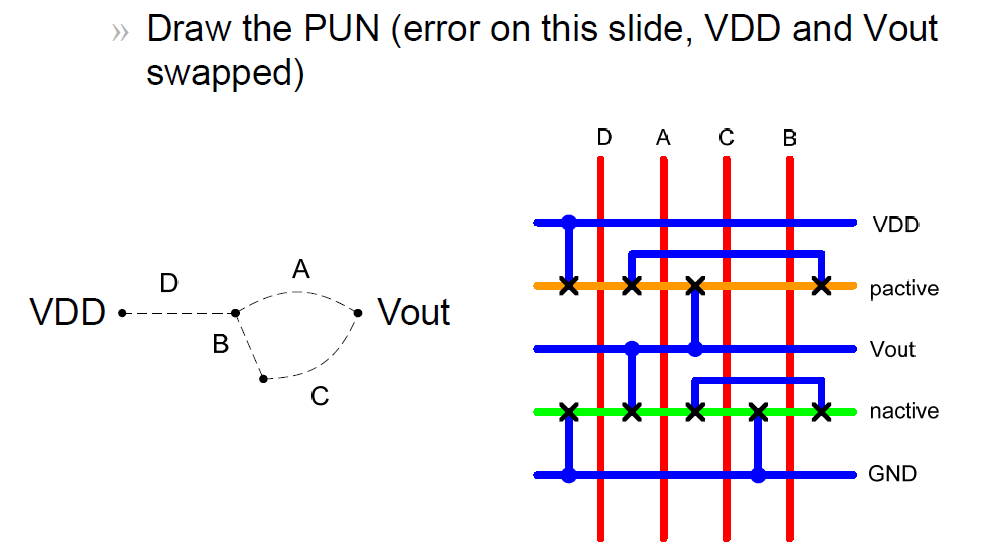 » Draw the PUN (error on this slide, VDD and Vout
swapped)
D A C B
VDD
A
D
pactive
VDD
Vout
B
Vout
C
nactive
GND